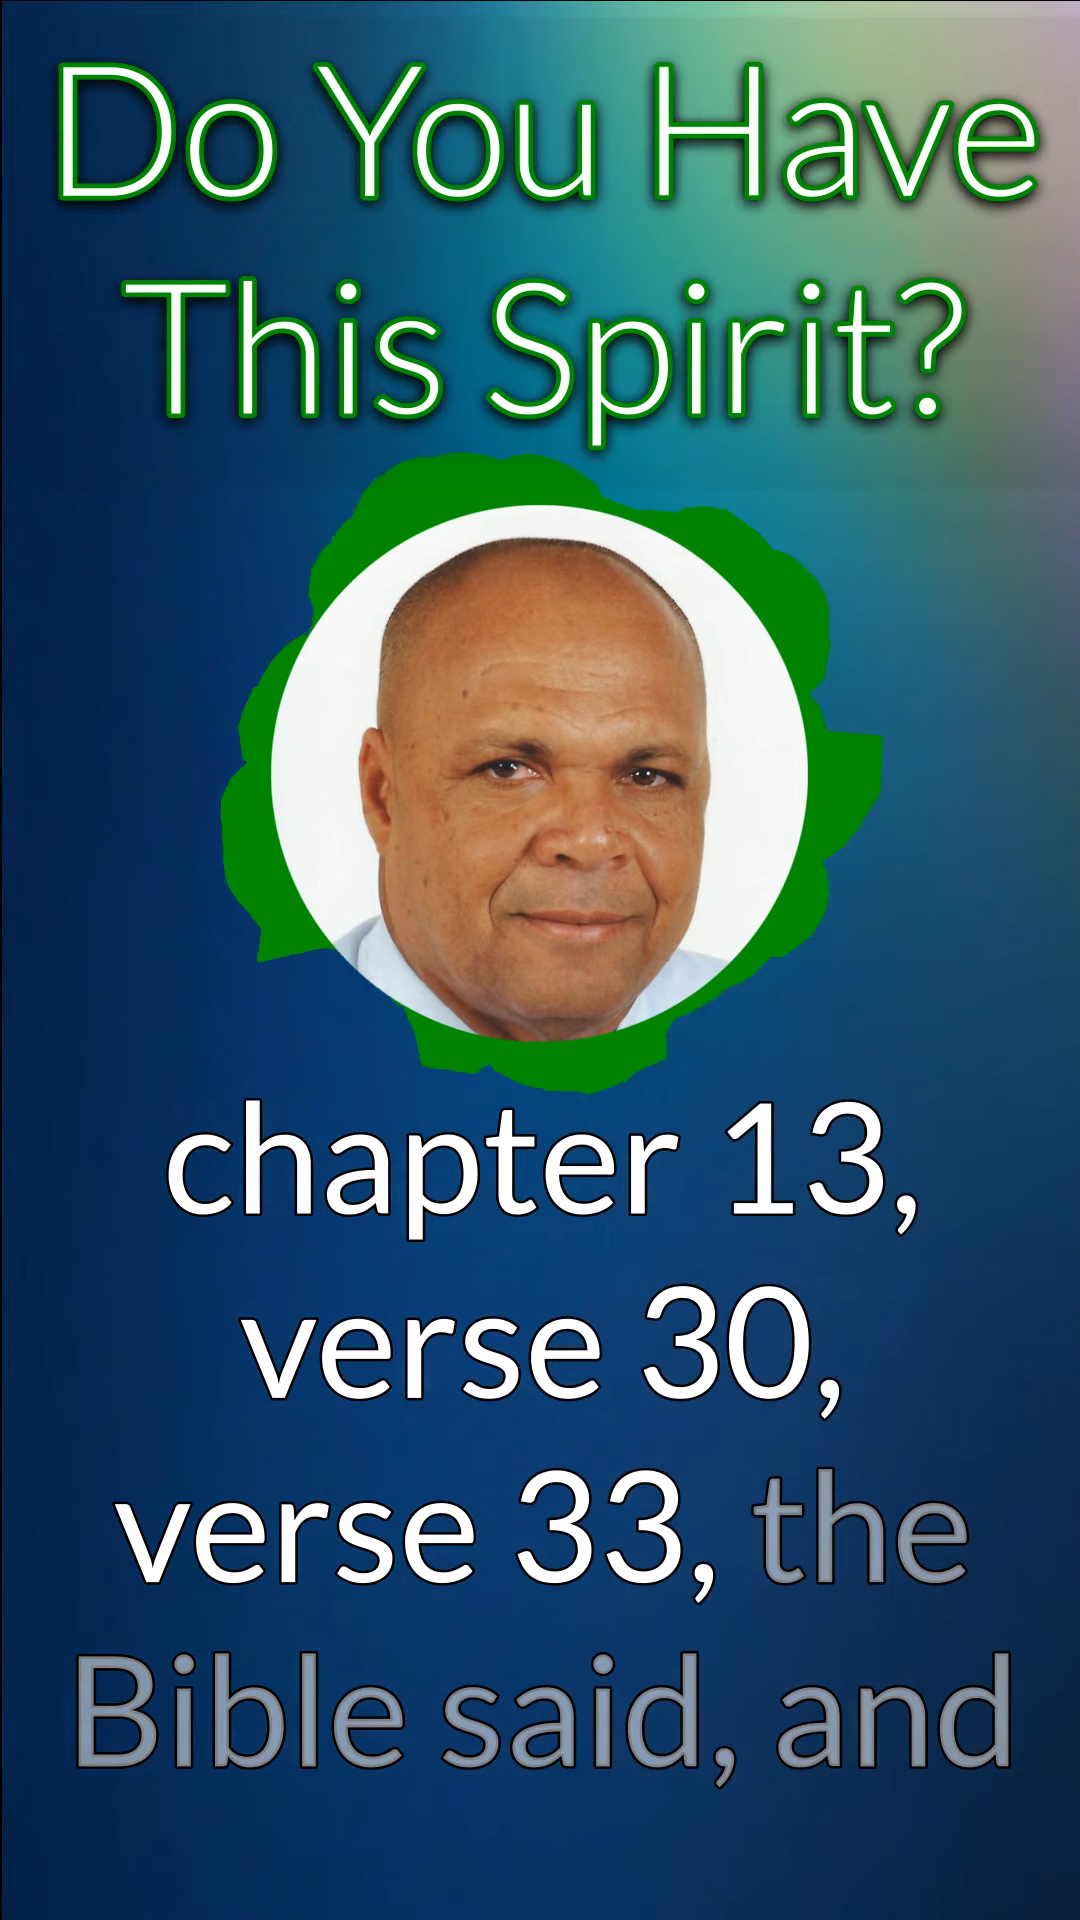 Do You Have
This Spirit?
chapter 13,
verse 30,
verse 33, the
Bible said, and